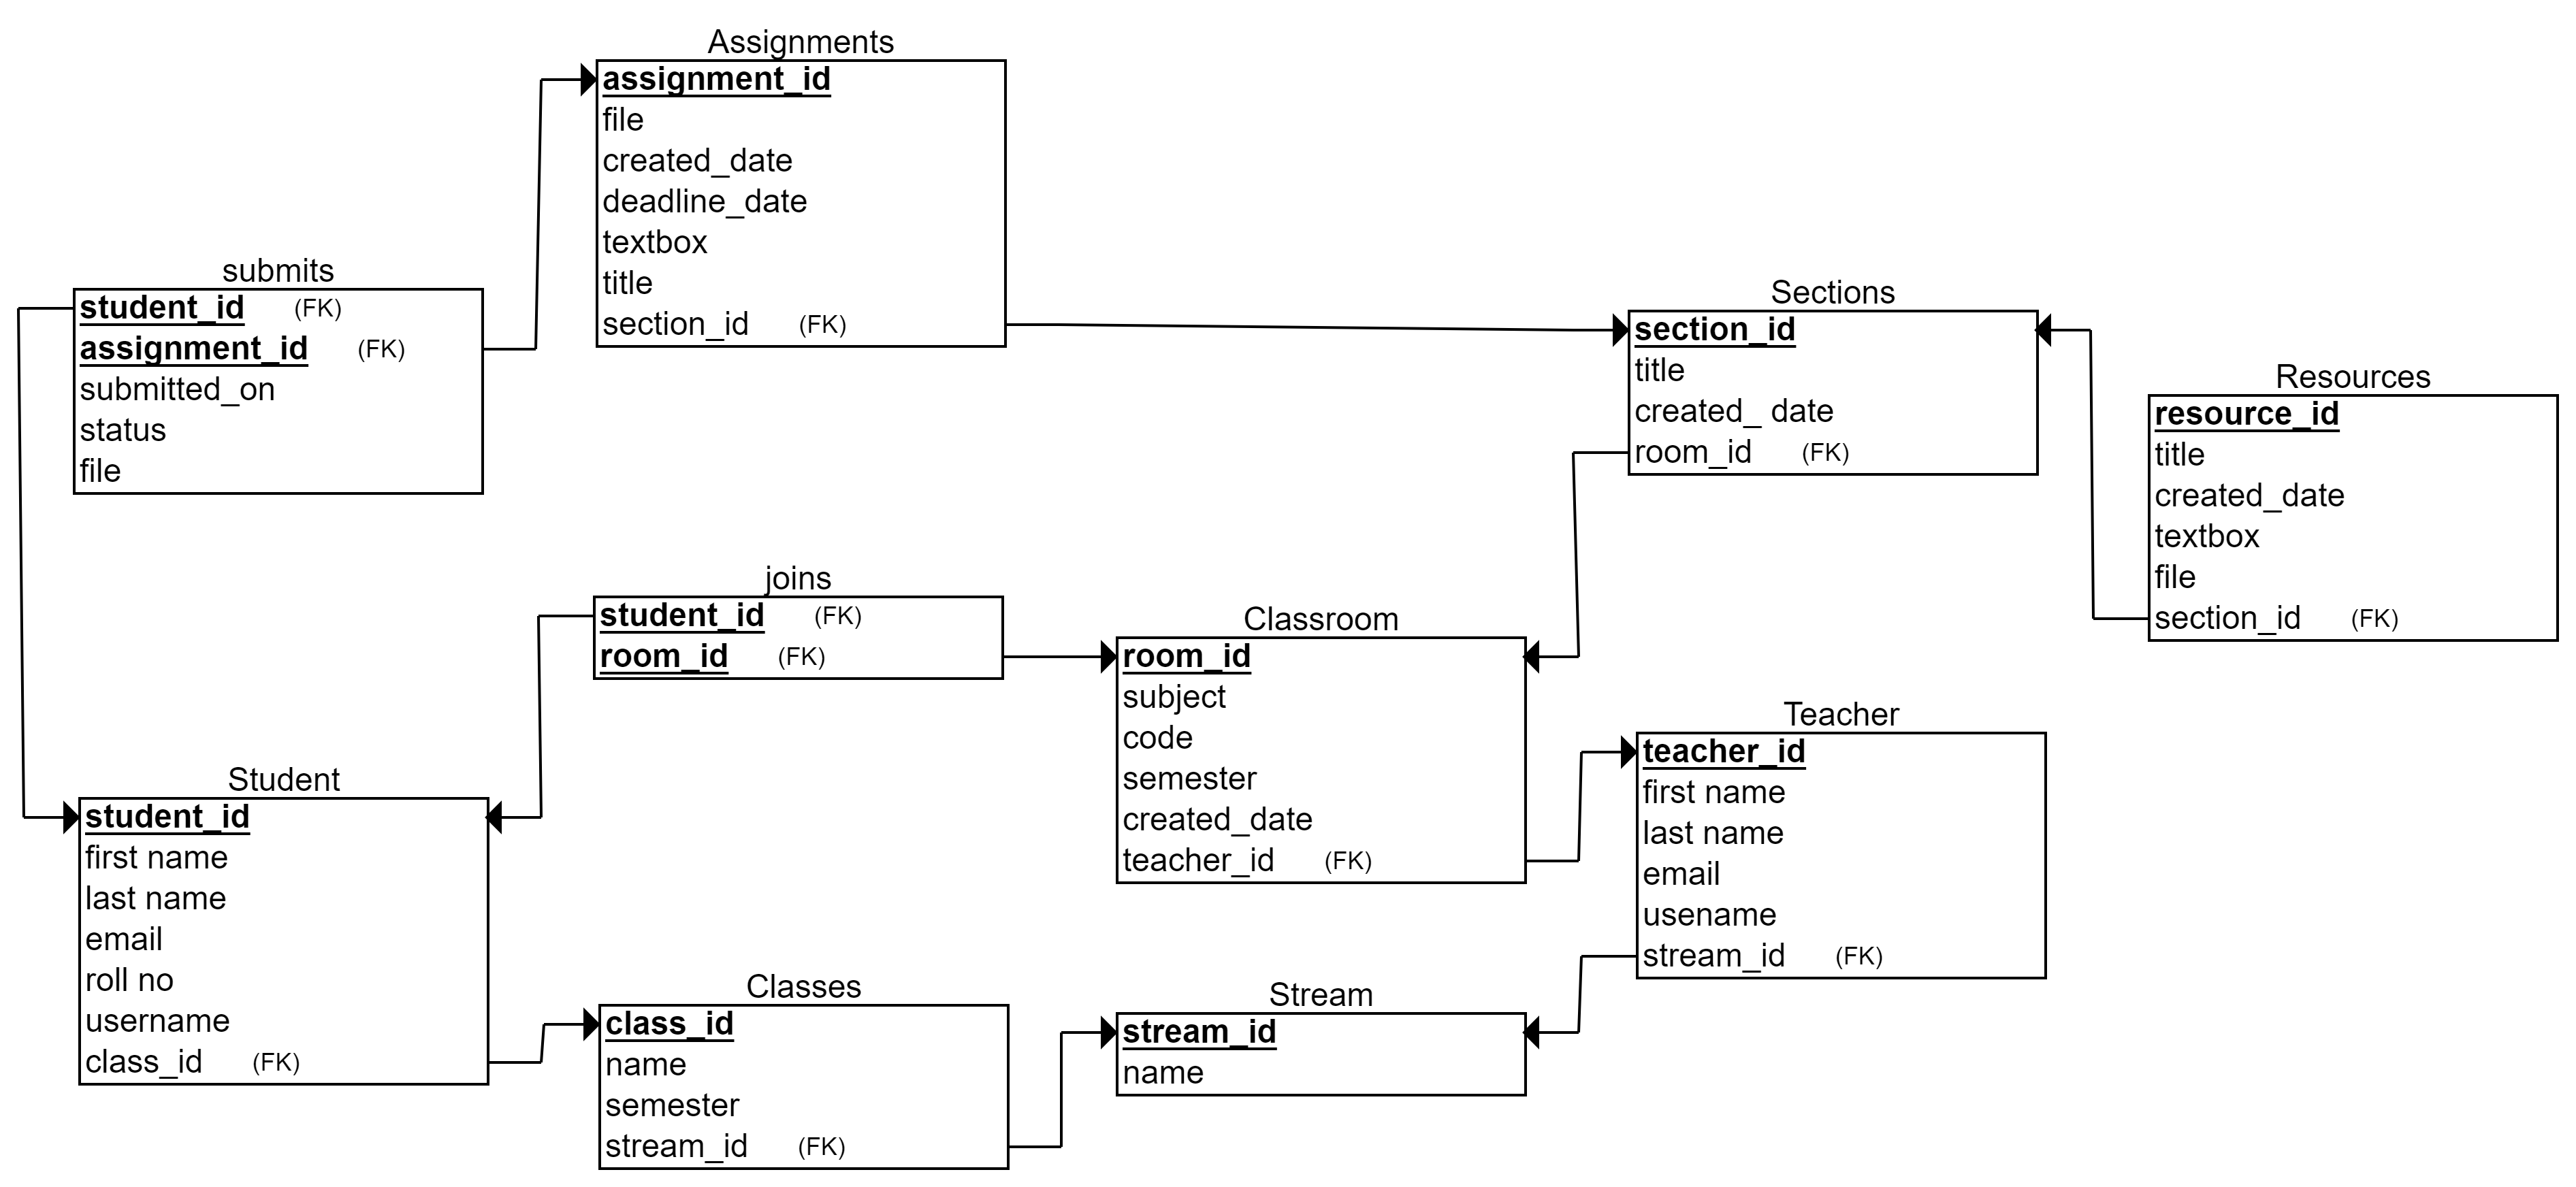 Assignments
assignment_id
file
created_date
deadline_date
textbox
title
section_id (FK)
submits
student_id (FK)
assignment_id (FK)
submitted_on
status
file
Sections
section_id
title
created_ date
room_id (FK)
Resources
resource_id
title
created_date
textbox
file
section_id (FK)
joins
student_id (FK)
room_id (FK)
Classroom
room_id
subject
code
semester
created_date
teacher_id (FK)
Teacher
teacher_id
first name
last name
email
usename
stream_id (FK)
Student
student_id
first name
last name
email
roll no
username
class_id (FK)
Classes
class_id
name
semester
stream_id (FK)
Stream
stream_id
name